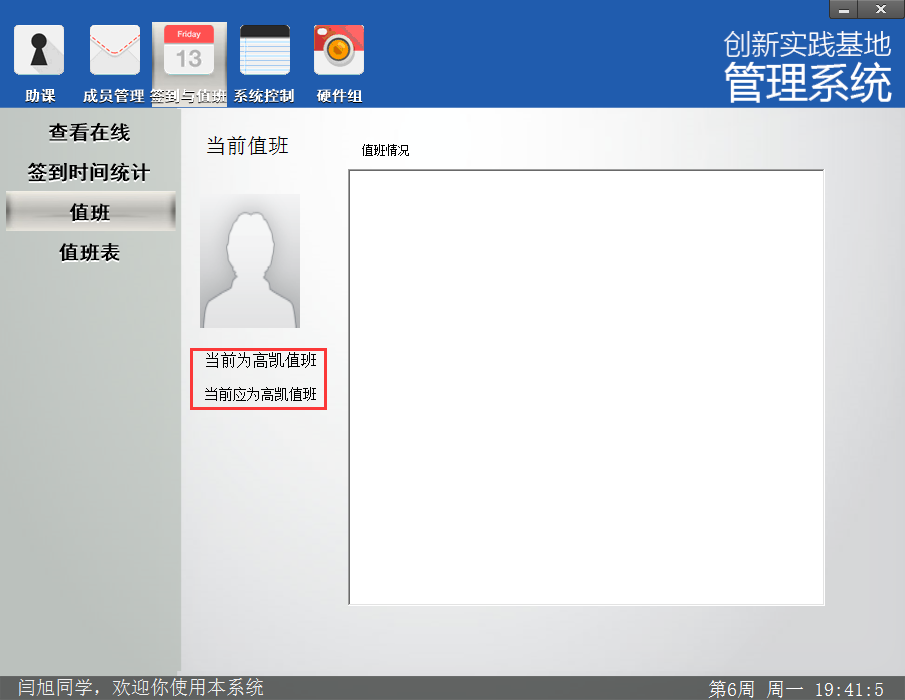 创新实践基地
管理系统
Friday
13
助课
成员管理
签到与值班
系统控制
硬件组
查看在线
签到时间统计
值班
值班表
当前值班
值班情况
当前为高凯值班
当前应为高凯值班
闫旭同学，欢迎你使用本系统
第6周 周一 19:41:5